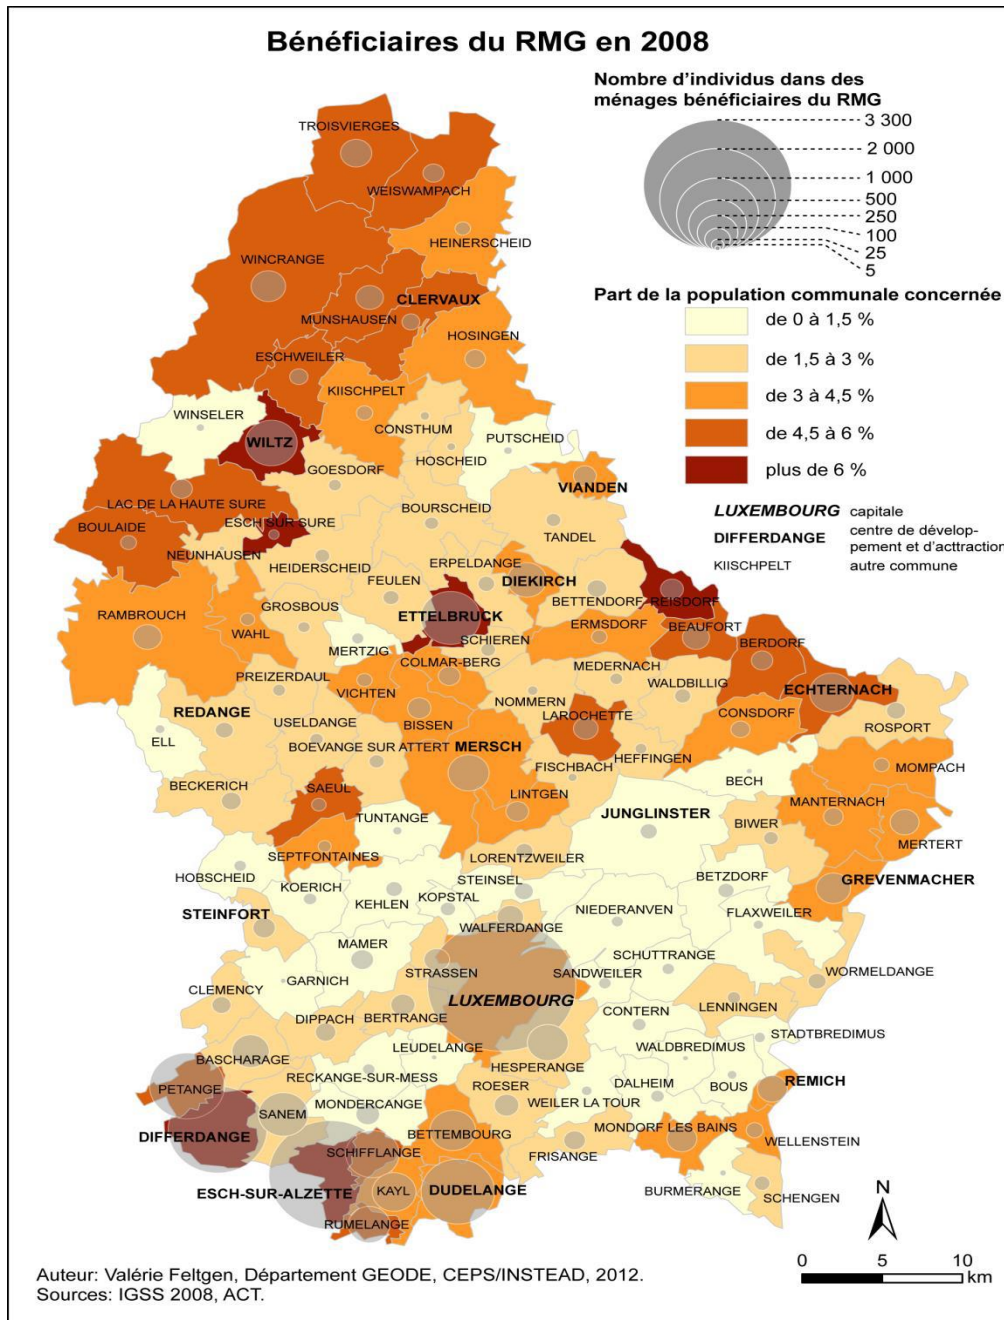 Bénéficiaires du RMG en 2008
Nombre d'individus dans des
ménages bénéficiaires du RMG
3 300
2 000
1 000
500
250
100
25
5
Part de la population communale concernée
de 0 à 1,5 %
de 1,5 à 3 %
de 3 à 4,5 %
de 4,5 à 6 %
plus de 6 %
LUXEMBOURG capitale
DIFFERDANGE centre de dévelop-
pement et d'acttraction
KIISCHPELT autre commune
TROISVIERGES
WEISWAMPACH
HEINERSCHEID
WINCRANGE
CLERVAUX
MUNSHAUSEN
HOSINGEN
ESCHWEILER
KIISCHPELT
WINSELER
CONSTHUM
PUTSCHEID
WILTZ
HOSCHEID
GOESDORF
VIANDEN
LAC DE LA HAUTE SURE
BOURSCHEID
ESCH SUR SURE
BOULAIDE
TANDEL
NEUNHAUSEN
HEIDERSCHEID
ERPELDANGE
FEULEN
DIEKIRCH
BETTENDORF
REISDORF
GROSBOUS
RAMBROUCH
ETTELBRUCK
ERMSDORF
BEAUFORT
WAHL
SCHIEREN
BERDORF
MERTZIG
COLMAR-BERG
MEDERNACH
PREIZERDAUL
WALDBILLIG
ECHTERNACH
VICHTEN
NOMMERN
REDANGE
LAROCHETTE
CONSDORF
USELDANGE
BISSEN
ROSPORT
ELL
BOEVANGE SUR ATTERT
MERSCH
HEFFINGEN
FISCHBACH
BECH
MOMPACH
BECKERICH
SAEUL
LINTGEN
MANTERNACH
TUNTANGE
JUNGLINSTER
BIWER
MERTERT
SEPTFONTAINES
LORENTZWEILER
HOBSCHEID
STEINSEL
BETZDORF
GREVENMACHER
KOERICH
KEHLEN
KOPSTAL
NIEDERANVEN
STEINFORT
FLAXWEILER
WALFERDANGE
MAMER
SCHUTTRANGE
STRASSEN
SANDWEILER
WORMELDANGE
GARNICH
CLEMENCY
LUXEMBOURG
LENNINGEN
DIPPACH
BERTRANGE
CONTERN
STADTBREDIMUS
LEUDELANGE
WALDBREDIMUS
BASCHARAGE
HESPERANGE
RECKANGE-SUR-MESS
ROESER
DALHEIM
BOUS
REMICH
PETANGE
MONDERCANGE
WEILER LA TOUR
SANEM
MONDORF LES BAINS
DIFFERDANGE
BETTEMBOURG
WELLENSTEIN
SCHIFFLANGE
FRISANGE
ESCH-SUR-ALZETTE
KAYL
DUDELANGE
BURMERANGE
SCHENGEN
RUMELANGE
N
0 5 10
km
Auteur: Valérie Feltgen, Département GEODE, CEPS/INSTEAD, 2012.
Sources: IGSS 2008, ACT.